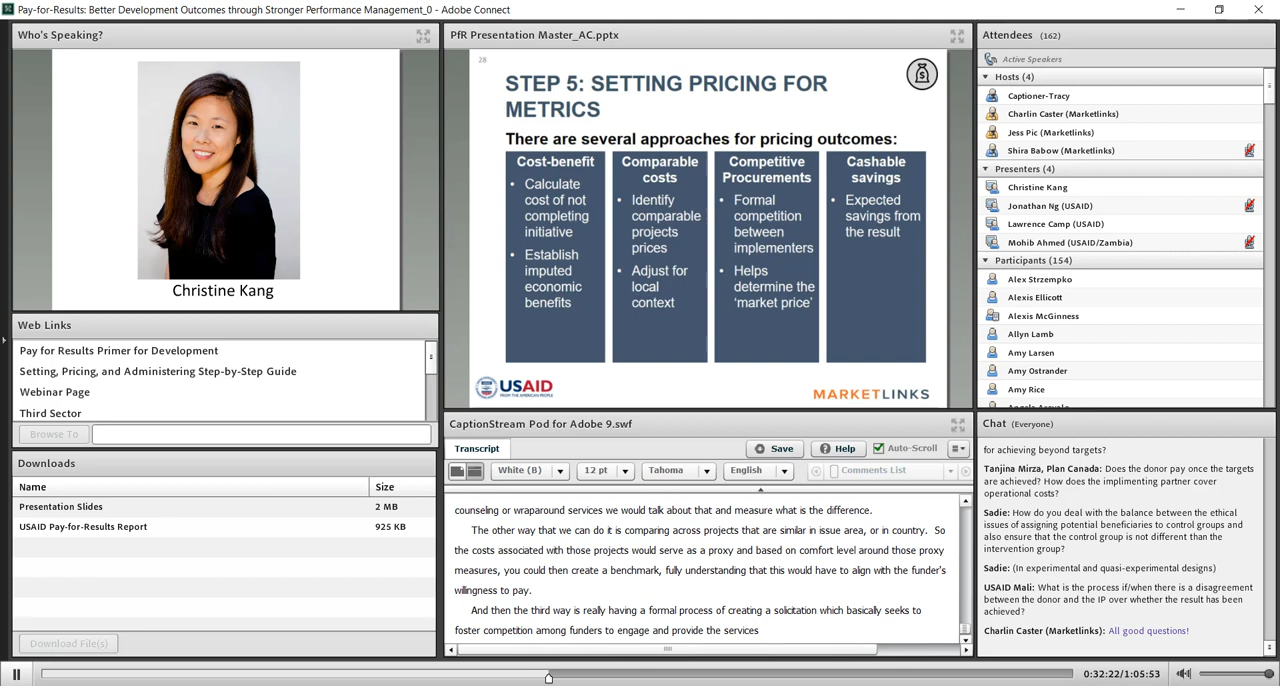 Pay-for-Results: Better Development Outcomes through Stronger Performance Management_0 - Adobe Connect
Who's Speaking?
Christine Kang
Web Links
Pay for Results Primer for Development
Setting, Pricing, and Administering Step-by-Step Guide
Webinar Page
Third Sector
Browse To
Downloads
Name
Size
Presentation Slides
2 MB
USAID Pay-for-Results Report
925 KB
Download File(s)
PfR Presentation Master_AC.pptx
28
STEP 5: SETTING PRICING FOR
METRICS
There are several approaches for pricing outcomes:
Cost-benefit
• Calculate
cost of not
completing
initiative
• Establish
imputed
economic
benefits
Comparable
costs
• Identify
comparable
projects
prices
• Adjust for
local
context
Competitive
Procurements
• Formal
competition
between
implementers
• Helps
determine the
'market price'
Cashable
savings
• Expected
savings from
the result
USAID
FROM THE AMERICAN PEOPLE
MARKETLINKS
CaptionStream Pod for Adobe 9.swf
Transcript
Save
Help
Auto-Scroll
White (B)
12 pt
Tahoma
English
Comments List
counseling or wraparound services we would talk about that and measure what is the difference.
The other way that we can do it is comparing across projects that are similar in issue area, or in country. So
the costs associated with those projects would serve as a proxy and based on comfort level around those proxy
measures, you could then create a benchmark, fully understanding that this would have to align with the funder's
willingness to pay.
And then the third way is really having a formal process of creating a solicitation which basically seeks to
foster competition among funders to engage and provide the services
Attendees (162)
Active Speakers
Hosts (4)
Captioner-Tracy
Charlin Caster (Marketlinks)
Jess Pic (Marketlinks)
Shira Babow (Marketlinks)
Presenters (4)
Christine Kang
Jonathan Ng (USAID)
Lawrence Camp (USAID)
Mohib Ahmed (USAID/Zambia)
Participants (154)
Alex Strzempko
Alexis Ellicott
Alexis McGinness
Allyn Lamb
Amy Larsen
Amy Ostrander
Amy Rice
Chat (Everyone)
for achieving beyond targets?
Tanjina Mirza, Plan Canada: Does the donor pay once the targets
are achieved? How does the implimenting partner cover
operational costs?
Sadie: How do you deal with the balance between the ethical
issues of assigning potential beneficiaries to control groups and
also ensure that the control group is not different than the
intervention group?
Sadie: (In experimental and quasi-experimental designs)
USAID Mali: What is the process if/when there is a disagreement
between the donor and the IP over whether the result has been
achieved?
Charlin Caster (Marketlinks): All good questions!
0:32:22/1:05:53